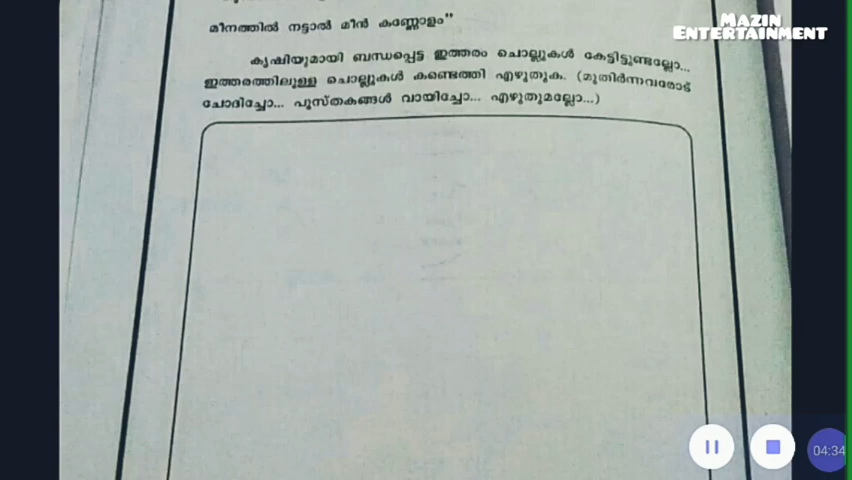 മീനത്തിൽ നട്ടാൽ മീൻ കണ്ണോളം"
MAZIN
ENTERTAINMENT
കൃഷിയുമായി ബന്ധപ്പെട്ട ഇത്തരം ചൊല്ലുകൾ കേട്ടിട്ടുണ്ടല്ലോ...
ഇത്തരത്തിലുള്ള ചൊല്ലുകൾ കണ്ടെത്തി എഴുതുക. (മുതിർന്നവരോട്
ചോദിച്ചോ... പുസ്തകങ്ങൾ വായിച്ചോ... എഴുതുമല്ലോ...)
04:34